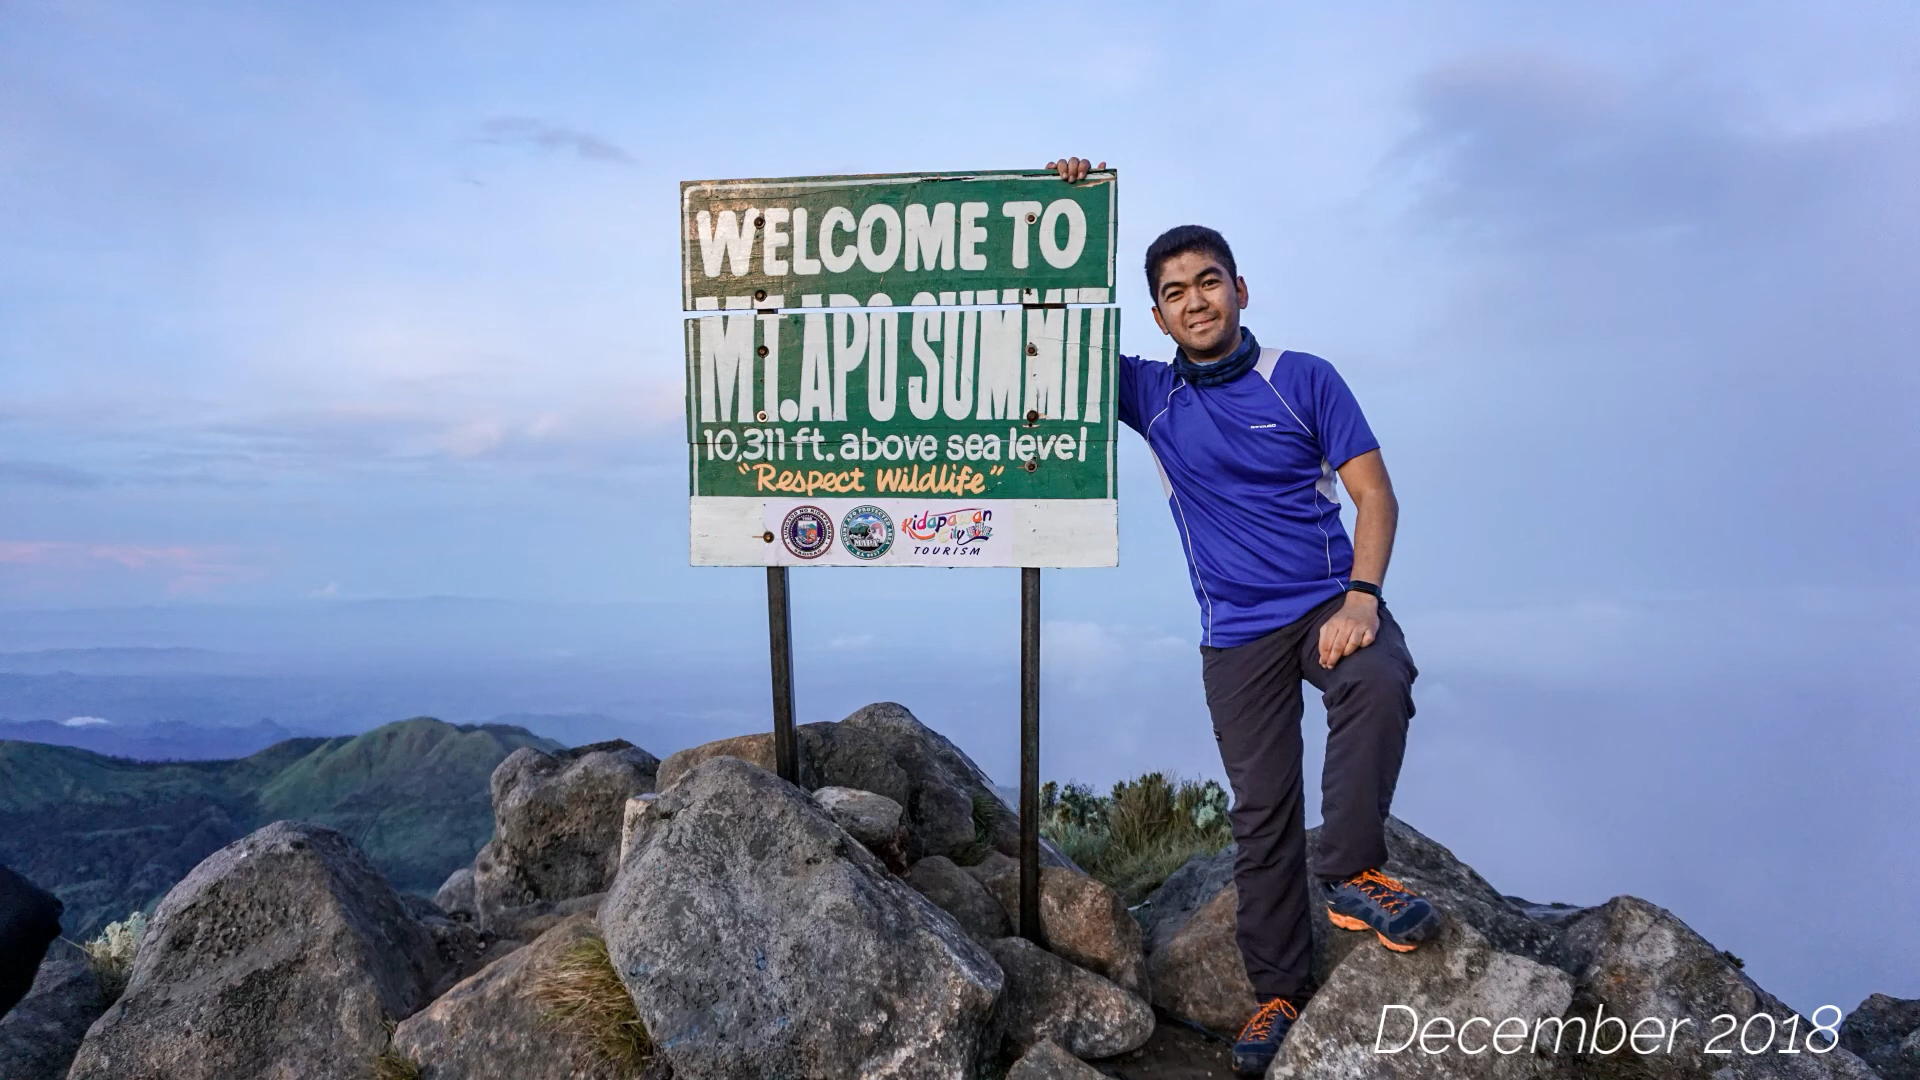 WELCOME TO
MT. APO SUMMIT
10,311 ft. above sea level
"Respect Wildlife"
Kidapawan
City
TOURISM
December 2018